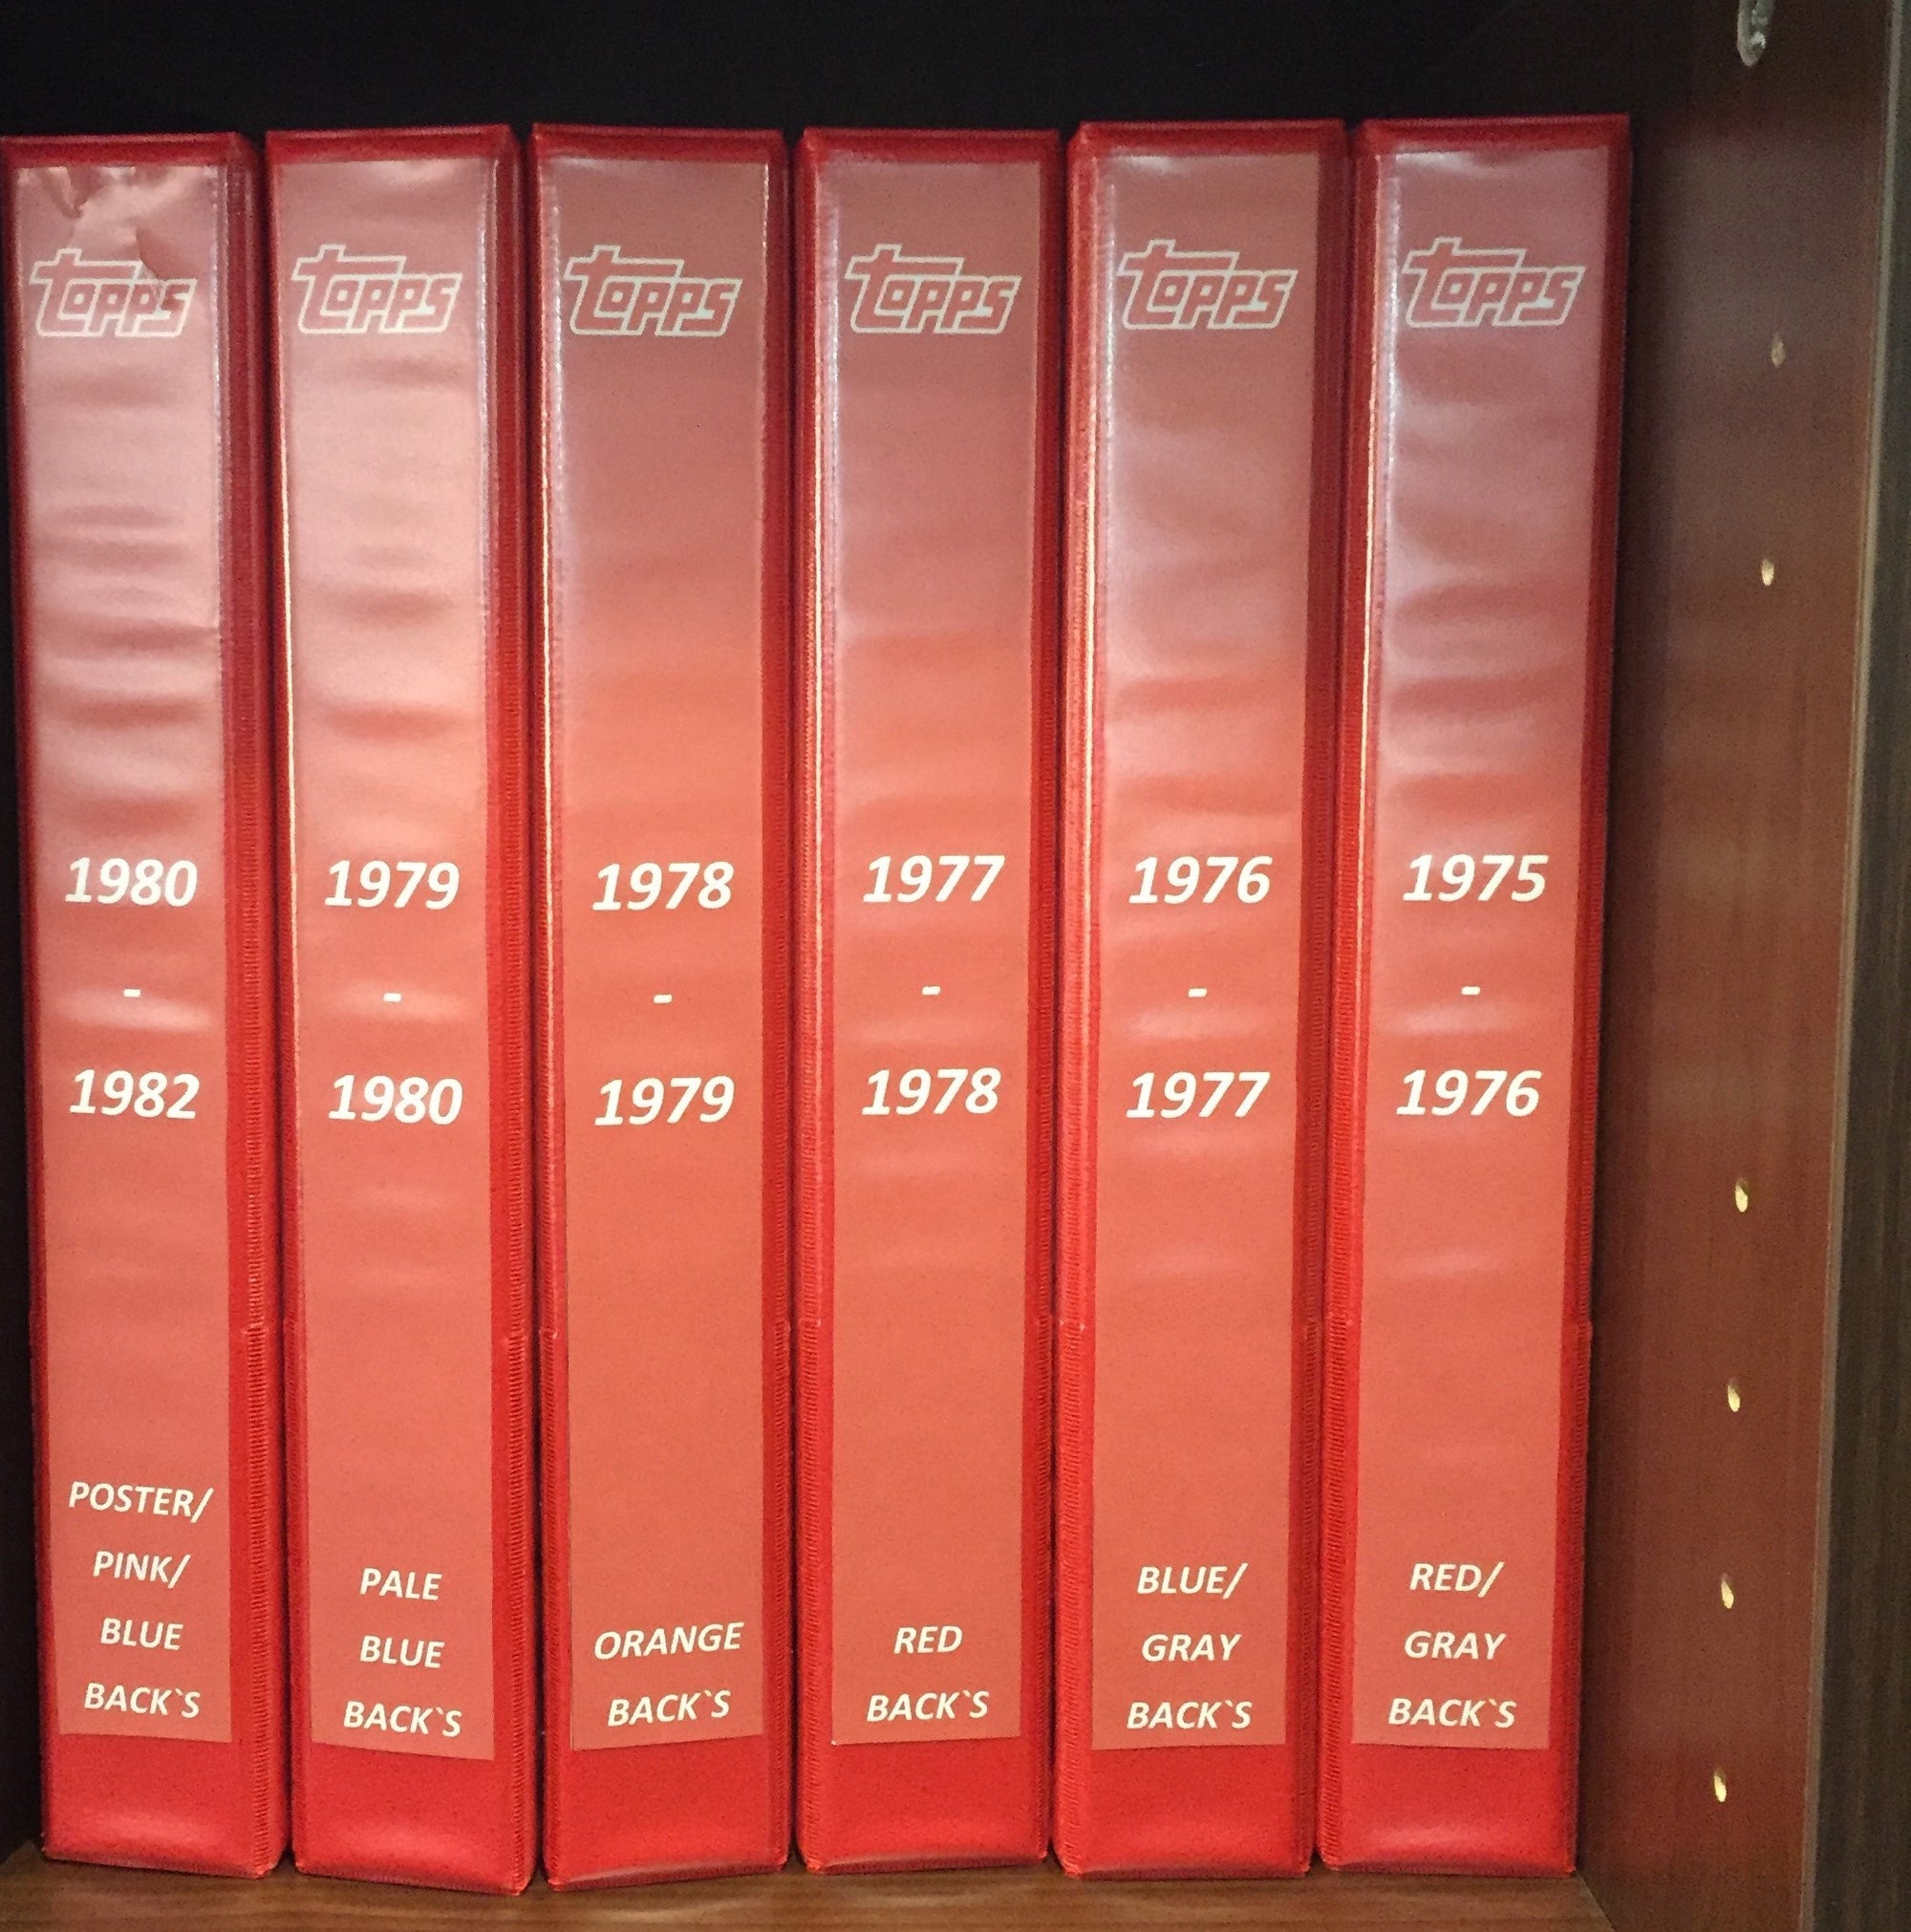 Topps
1980
-
1982
POSTER/
PINK/
BLUE
BACK`S
Topps
1979
-
1980
PALE
BLUE
BACK`S
Topps
1978
-
1979
ORANGE
BACK`S
Topps
1977
-
1978
RED
BACK`S
Topps
1976
-
1977
BLUE/
GRAY
BACK`S
Topps
1975
-
1976
RED/
GRAY
BACK`S